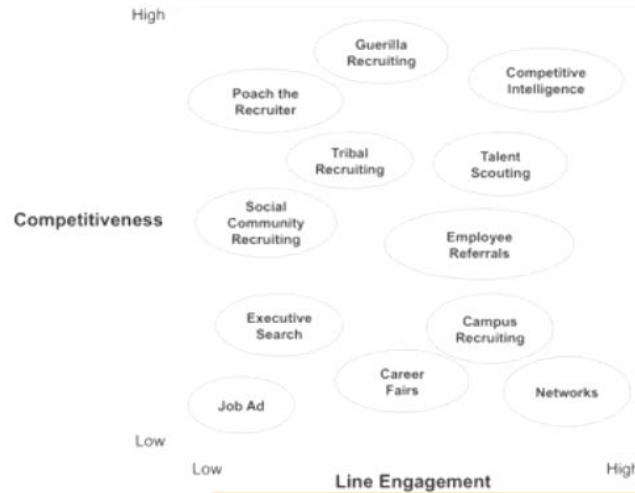 High
Guerilla
Recruiting
Competitive
Intelligence
Poach the
Recruiter
Tribal
Recruiting
Talent
Scouting
Competitiveness
Social
Community
Recruiting
Employee
Referrals
Executive
Search
Campus
Recruiting
Career
Fairs
Networks
Job Ad
Low
Low
High
Line Engagement